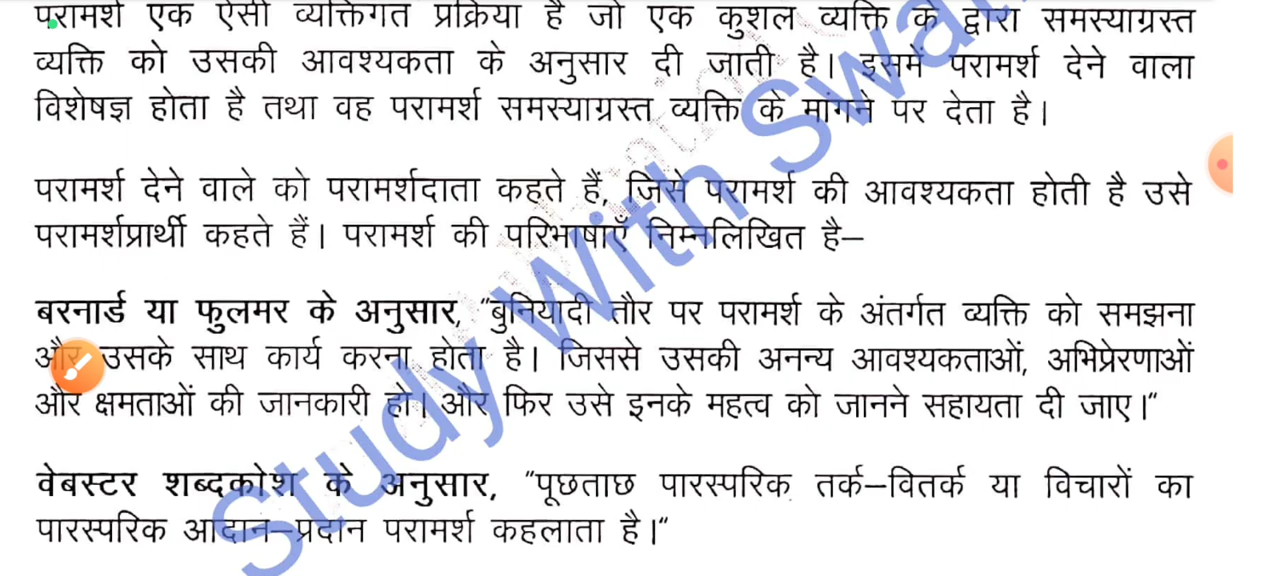 परामर्श एक ऐसी व्यक्तिगत प्रक्रिया है जो एक कुशल व्यक्ति के द्वारा समस्याग्रस्त
व्यक्ति को उसकी आवश्यकता के अनुसार दी जाती है। इसमें परामर्श देने वाला
विशेषज्ञ होता है तथा वह परामर्श समस्याग्रस्त व्यक्ति के मांगने पर देता है।
परामर्श देने वाले को परामर्शदाता कहते हैं, जिसे परामर्श की आवश्यकता होती है उसे
परामर्शप्रार्थी कहते हैं। परामर्श की परिभाषाएँ निम्नलिखित है–
बरनार्ड या फुलमर के अनुसार, "बुनियादी तौर पर परामर्श के अंतर्गत व्यक्ति को समझना
और उसके साथ कार्य करना होता है। जिससे उसकी अनन्य आवश्यकताओं, अभिप्रेरणाओं
और क्षमताओं की जानकारी हो। और फिर उसे इनके महत्व को जानने सहायता दी जाए।"
वेबस्टर शब्दकोश के अनुसार, "पूछताछ पारस्परिक तर्क–वितर्क या विचारों का
पारस्परिक आदान–प्रदान परामर्श कहलाता है।"
Study With Swat